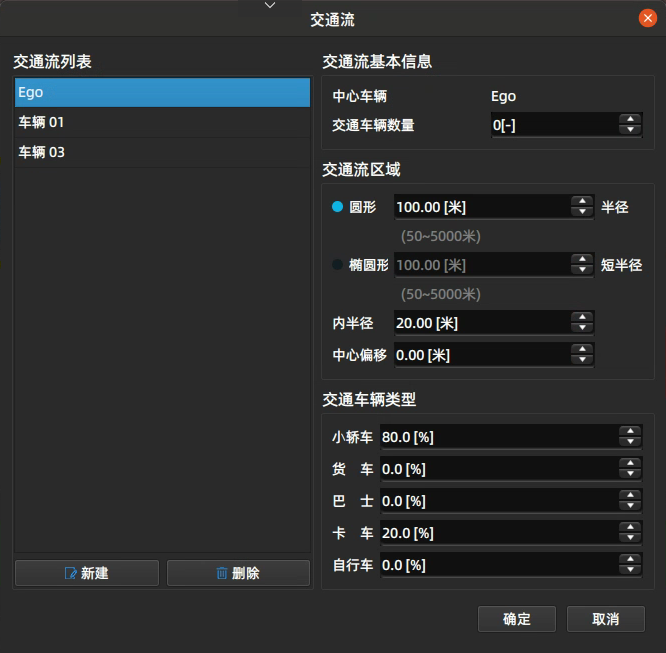 交通流
交通流列表
Ego
车辆 01
车辆 03
新建
删除
交通流基本信息
中心车辆 Ego
交通车辆数量 0[-]
交通流区域
圆形 100.00 [米] 半径
(50~5000米)
椭圆形 100.00 [米] 短半径
(50~5000米)
内半径 20.00 [米]
中心偏移 0.00 [米]
交通车辆类型
小轿车 80.0 [%]
货 车 0.0 [%]
巴 士 0.0 [%]
卡 车 20.0 [%]
自行车 0.0 [%]
确定
取消